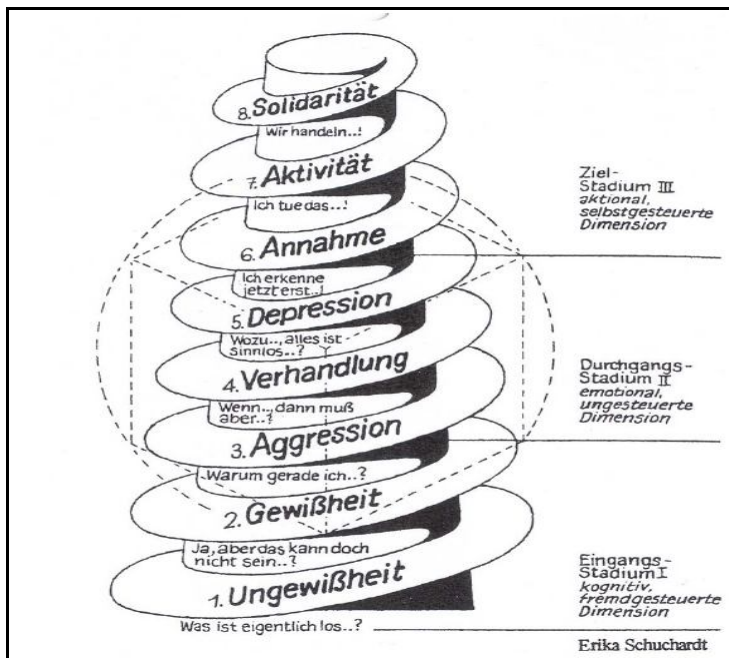 8. Solidarität
Wir handeln..!
7. Aktivität
Ich tue das..!
6. Annahme
Ich erkenne
jetzt erst..!
5. Depression
Wozu.., alles ist
sinnlos..?
4. Verhandlung
Wenn.., dann muß
aber..?
3. Aggression
Warum gerade ich..?
2. Gewißheit
Ja, aber das kann doch
nicht sein..?
1. Ungewißheit
Was ist eigentlich los..?
Ziel-
Stadium III
aktional,
selbstgesteuerte
Dimension
Durchgangs-
Stadium II
emotional,
ungesteuerte
Dimension
Eingangs-
Stadium I
kognitiv,
fremdgesteuerte
Dimension
Erika Schuchardt